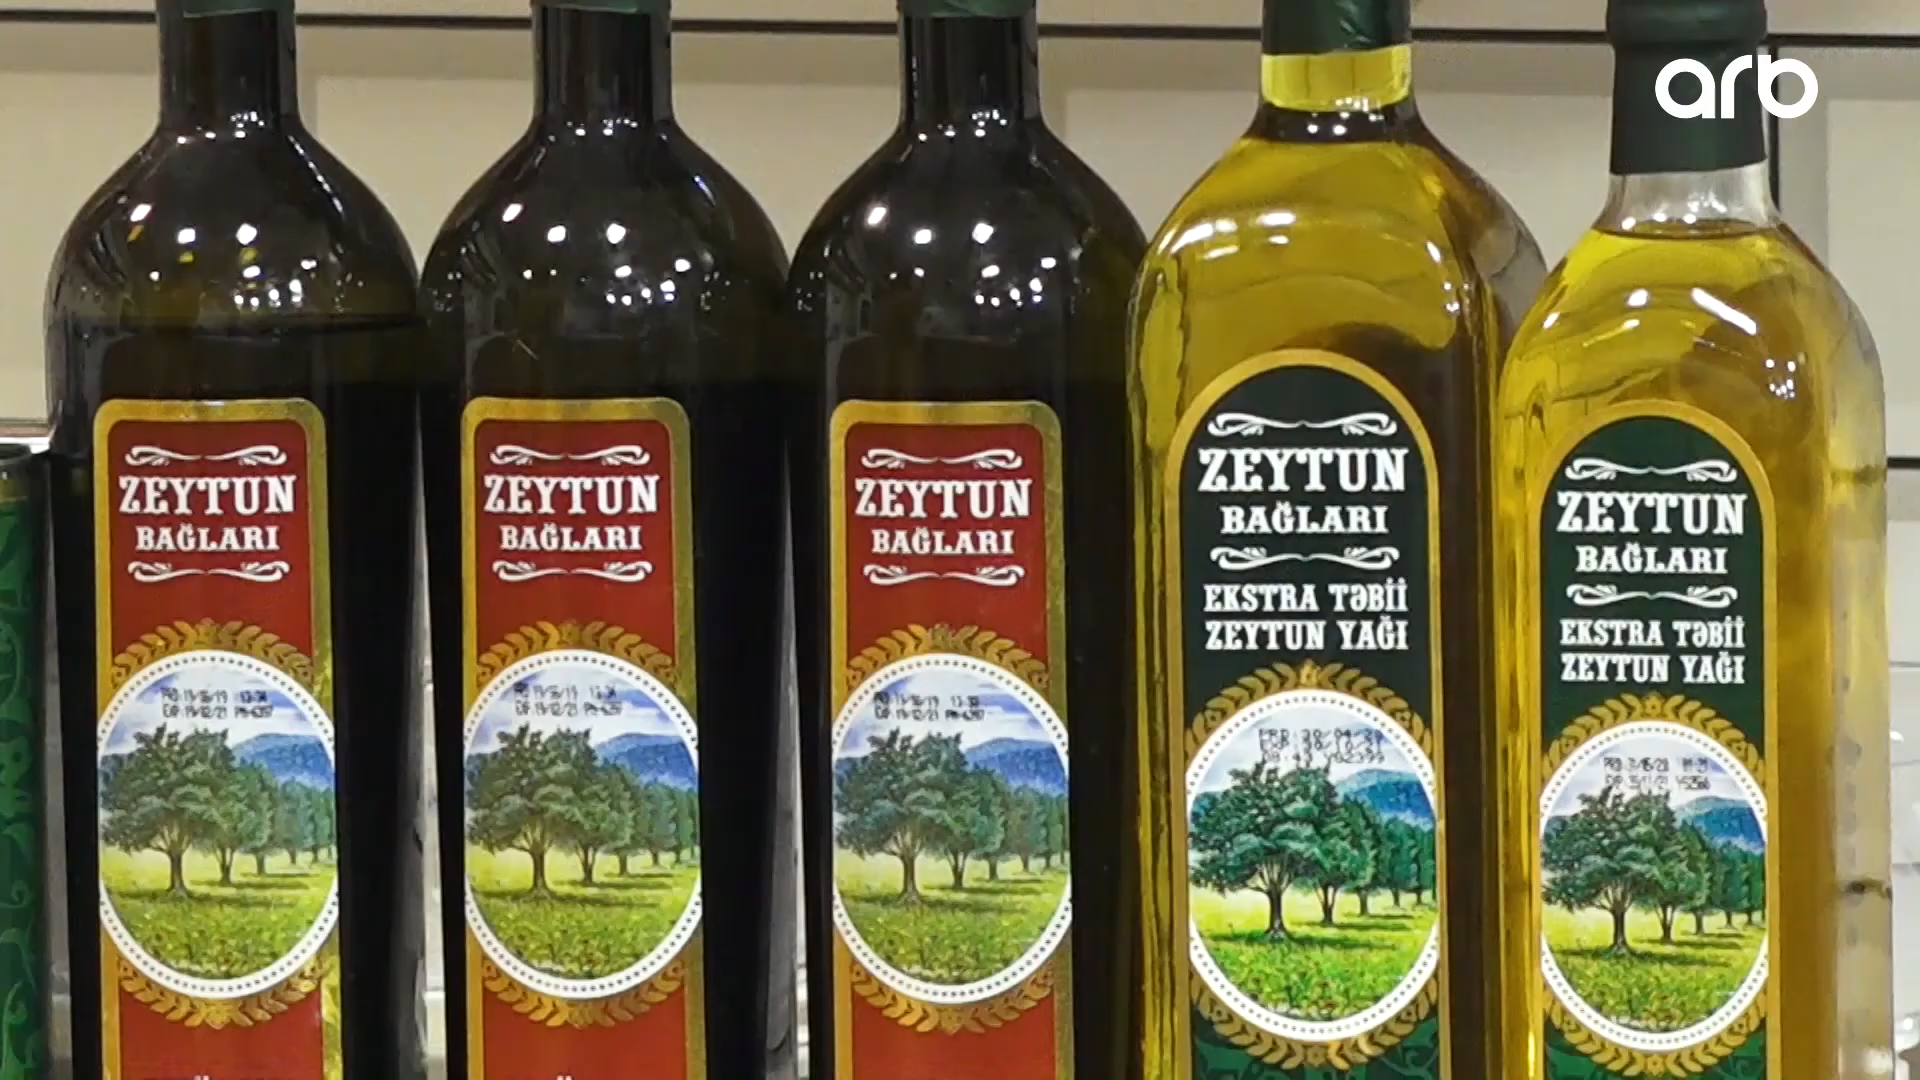 arb
ZEYTUN
BAĞLARI
ZEYTUN
BAĞLARI
ZEYTUN
BAĞLARI
ZEYTUN
BAĞLARI
EKSTRA TƏBİİ
ZEYTUN YAĞI
ZEYTUN
BAĞLARI
EKSTRA TƏBİİ
ZEYTUN YAĞI